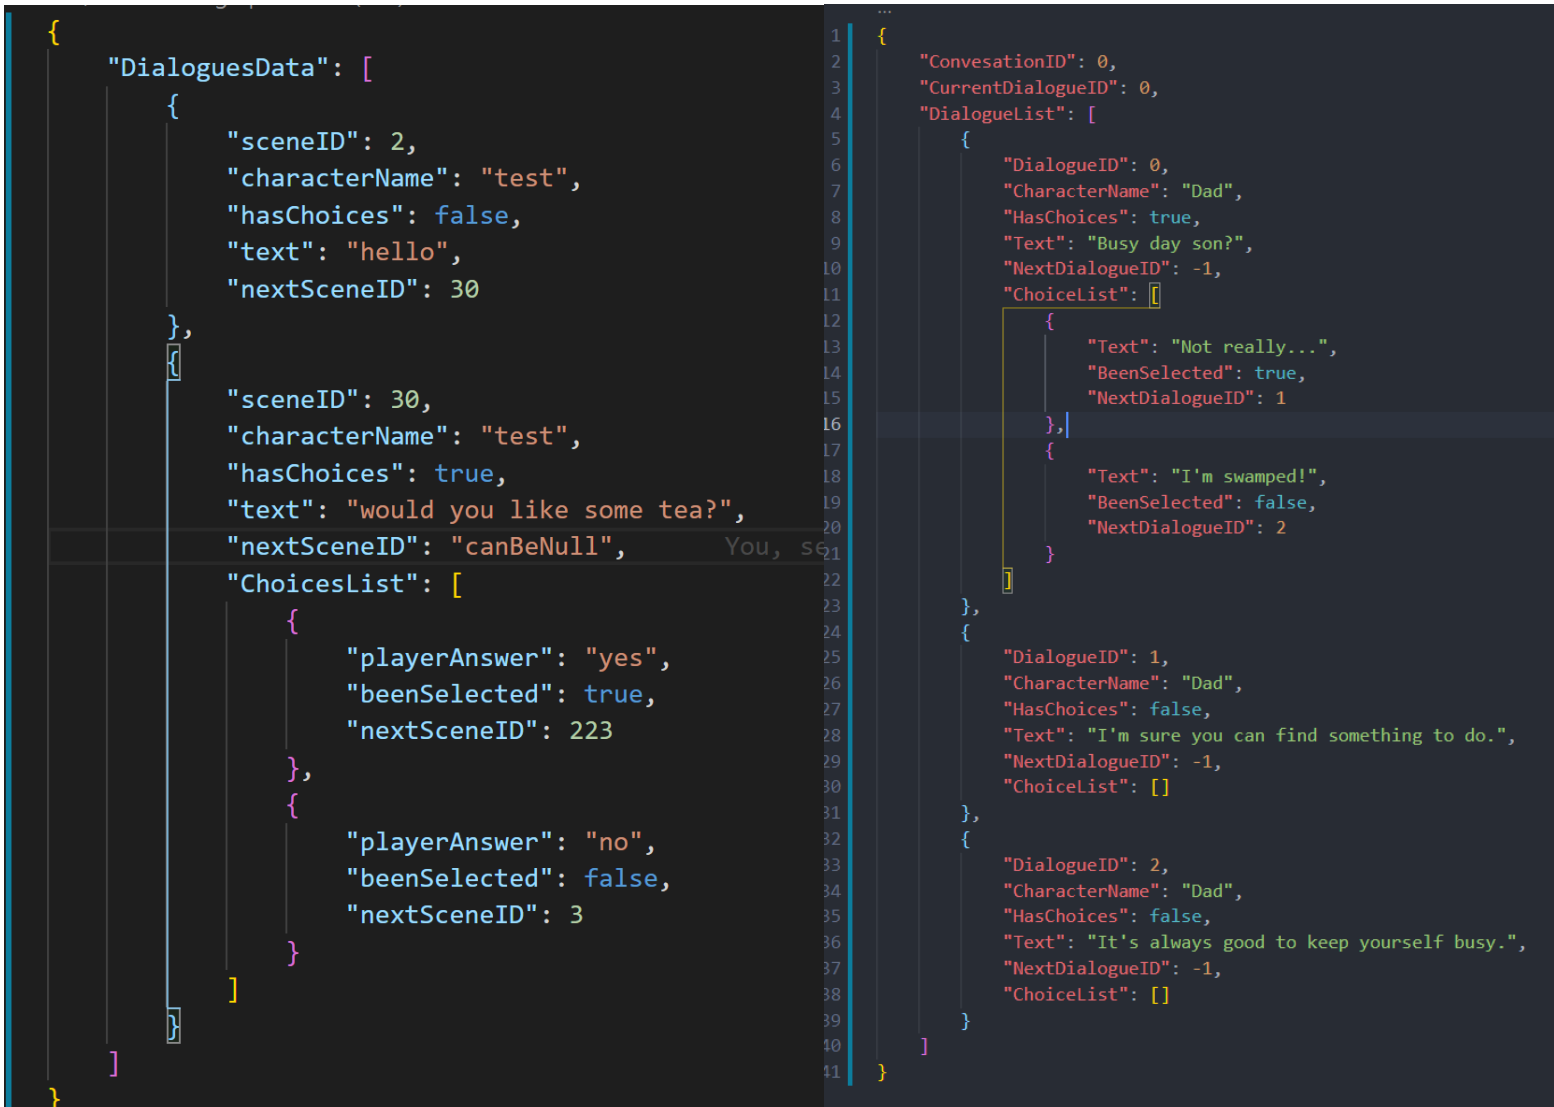 {
"DialoguesData": [
{
"sceneID": 2,
"characterName": "test",
"hasChoices": false,
"text": "hello",
"nextSceneID": 30
},
{
"sceneID": 30,
"characterName": "test",
"hasChoices": true,
"text": "would you like some tea?",
"nextSceneID": "canBeNull", You, se
"ChoicesList": [
{
"playerAnswer": "yes",
"beenSelected": true,
"nextSceneID": 223
},
{
"playerAnswer": "no",
"beenSelected": false,
"nextSceneID": 3
}
]
}
]
}
...
1 {
2 "ConvesationID": 0,
3 "CurrentDialogueID": 0,
4 "DialogueList": [
5 {
6 "DialogueID": 0,
7 "CharacterName": "Dad",
8 "HasChoices": true,
9 "Text": "Busy day son?",
10 "NextDialogueID": -1,
11 "ChoiceList": [
12 {
13 "Text": "Not really...",
14 "BeenSelected": true,
15 "NextDialogueID": 1
16 },
17 {
18 "Text": "I'm swamped!",
19 "BeenSelected": false,
20 "NextDialogueID": 2
21 }
22 ]
23 },
24 {
25 "DialogueID": 1,
26 "CharacterName": "Dad",
27 "HasChoices": false,
28 "Text": "I'm sure you can find something to do.",
29 "NextDialogueID": -1,
30 "ChoiceList": []
31 },
32 {
33 "DialogueID": 2,
34 "CharacterName": "Dad",
35 "HasChoices": false,
36 "Text": "It's always good to keep yourself busy.",
37 "NextDialogueID": -1,
38 "ChoiceList": []
39 }
40 ]
41 }